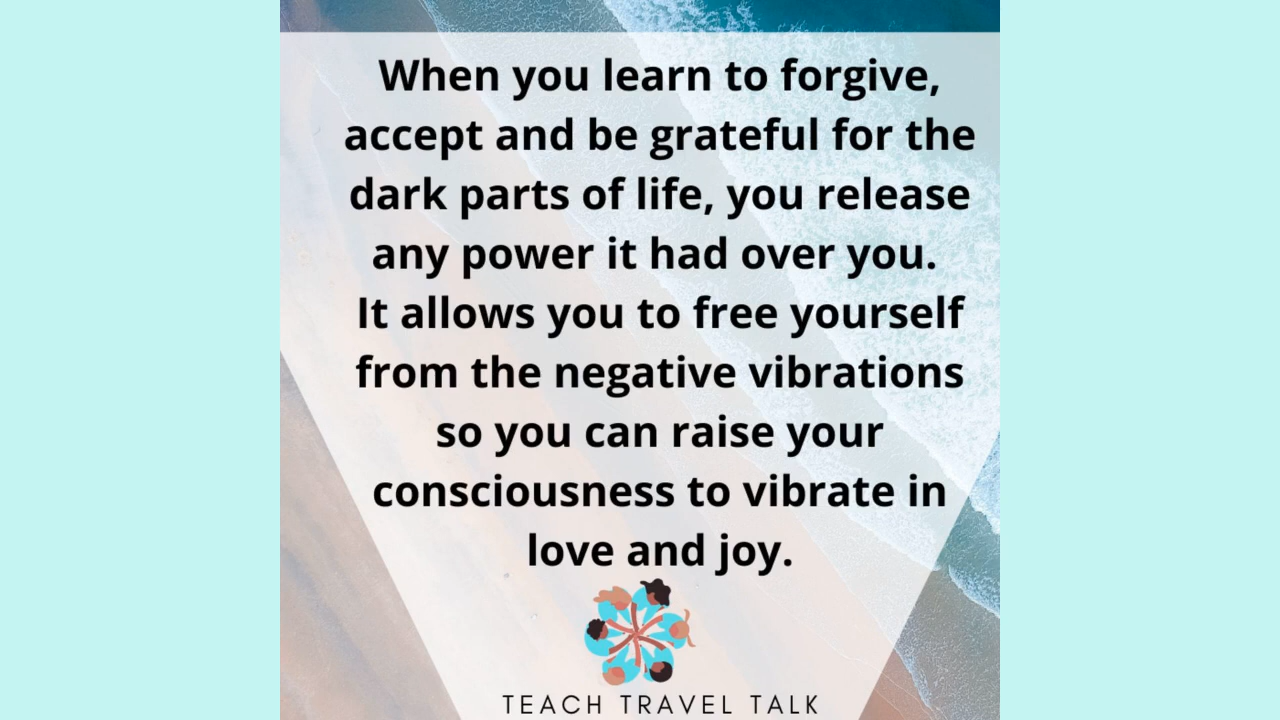 When you learn to forgive,
accept and be grateful for the
dark parts of life, you release
any power it had over you.
It allows you to free yourself
from the negative vibrations
so you can raise your
consciousness to vibrate in
love and joy.
TEACH TRAVEL TALK